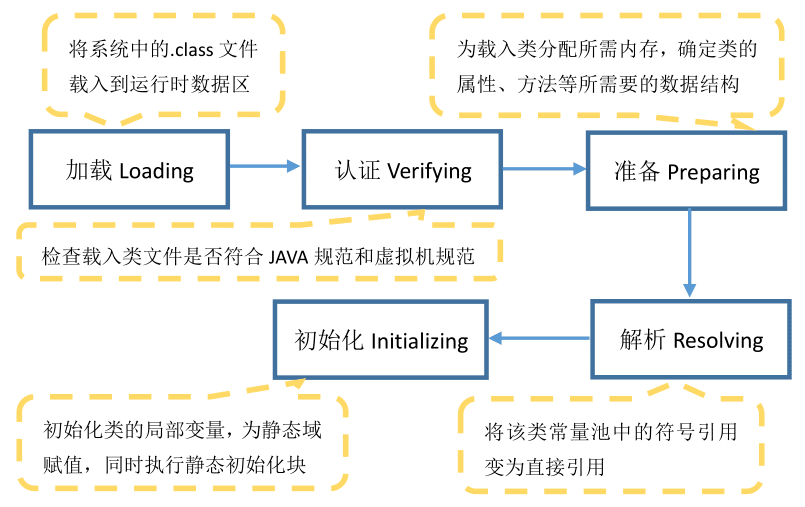 将系统中的.class 文件
载入到运行时数据区
为载入类分配所需内存，确定类的
属性、方法等所需要的数据结构
加载 Loading
认证 Verifying
准备 Preparing
检查载入类文件是否符合 JAVA 规范和虚拟机规范
初始化 Initializing
解析 Resolving
初始化类的局部变量，为静态域
赋值，同时执行静态初始化块
将该类常量池中的符号引用
变为直接引用